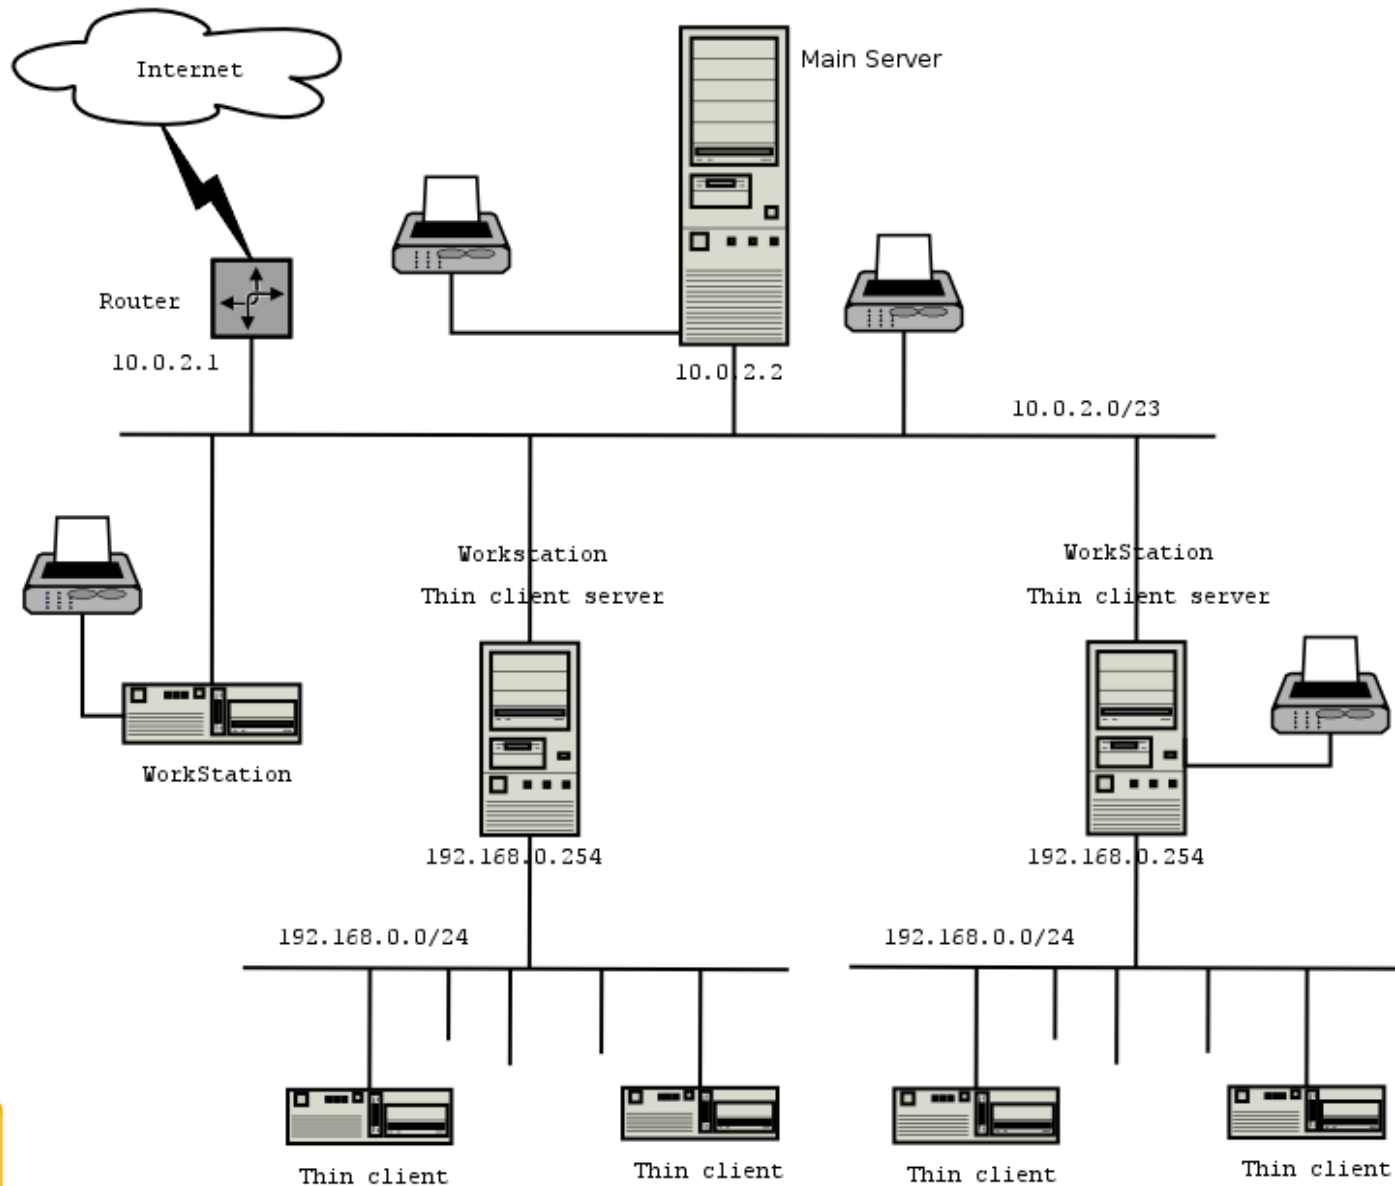 Internet
Main Server
Router
10.0.2.1
10.0.2.2
10.0.2.0/23
Workstation
Thin client server
WorkStation
Thin client server
WorkStation
192.168.0.254
192.168.0.254
192.168.0.0/24
192.168.0.0/24
Thin client
Thin client
Thin client
Thin client